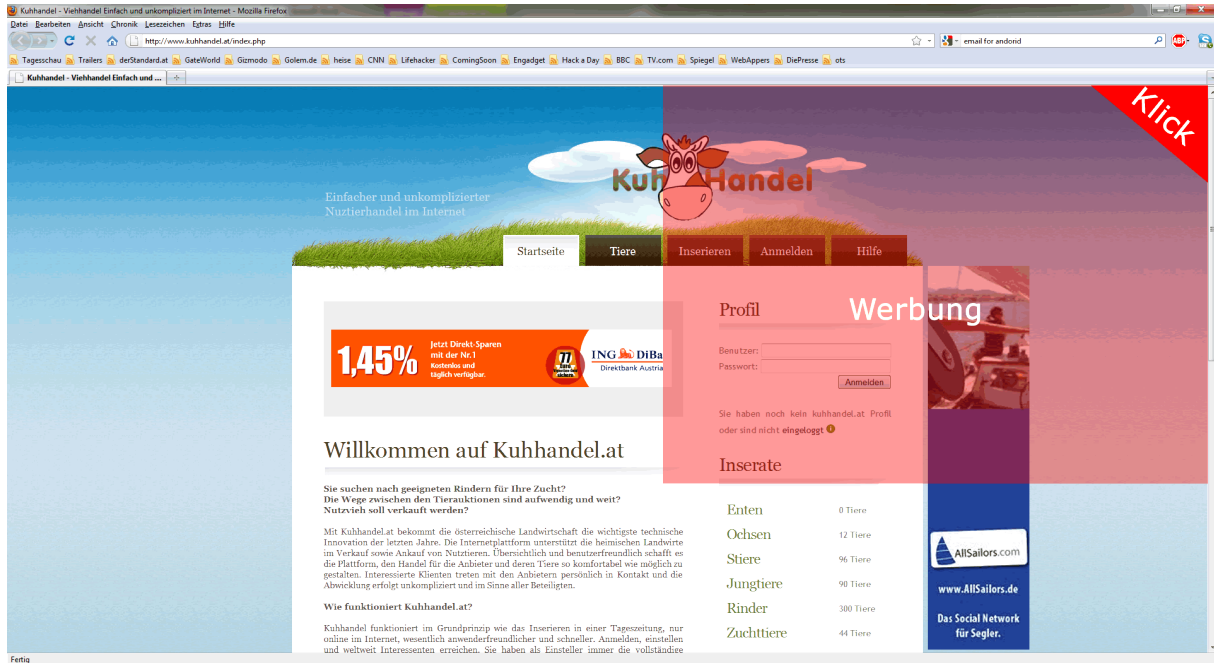 Kuhhandel - Viehhandel Einfach und unkompliziert im Internet - Mozilla Firefox
Datei Bearbeiten Ansicht Chronik Lesezeichen Extras Hilfe
http://www.kuhhandel.at/index.php
email for andorid
ABP
Tagesschau Trailers derStandard.at GateWorld Gizmodo Golem.de heise CNN Lifehacker ComingSoon Engadget Hack a Day BBC TV.com Spiegel WebAppers DiePresse ots
Kuhhandel - Viehhandel Einfach und ...
Klick
KuhHandel
Einfacher und unkomplizierter
Nuztierhandel im Internet
Startseite Tiere Inserieren Anmelden Hilfe
Werbung
1,45%
Jetzt Direkt-Sparen
mit der Nr.1
Kostenlos und
täglich verfügbar.
77
Euro
sichern.
ING DiBa
Direktbank Austria
Profil
Benutzer:
Passwort:
Anmelden
Sie haben noch kein kuhhandel.at Profil
oder sind nicht eingeloggt
Willkommen auf Kuhhandel.at
Sie suchen nach geeigneten Rindern für Ihre Zucht?
Die Wege zwischen den Tierauktionen sind aufwendig und weit?
Nutzvieh soll verkauft werden?
Mit Kuhhandel.at bekommt die österreichische Landwirtschaft die wichtigste technische
Innovation der letzten Jahre. Die Internetplattform unterstützt die heimischen Landwirte
im Verkauf sowie Ankauf von Nutztieren. Übersichtlich und benutzerfreundlich schafft es
die Plattform, den Handel für die Anbieter und deren Tiere so komfortabel wie möglich zu
gestalten. Interessierte Klienten treten mit den Anbietern persönlich in Kontakt und die
Abwicklung erfolgt unkompliziert und im Sinne aller Beteiligten.
Wie funktioniert Kuhhandel.at?
Kuhhandel funktioniert im Grundprinzip wie das Inserieren in einer Tageszeitung, nur
online im Internet, wesentlich anwenderfreundlicher und schneller. Anmelden, einstellen
und weltweit Interessenten erreichen. Sie haben als Einsteller immer die vollständige
Inserate
Enten 0 Tiere
Ochsen 12 Tiere
Stiere 96 Tiere
Jungtiere 90 Tiere
Rinder 300 Tiere
Zuchttiere 44 Tiere
AllSailors.com
www.AllSailors.de
Das Social Network
für Segler.
Fertig